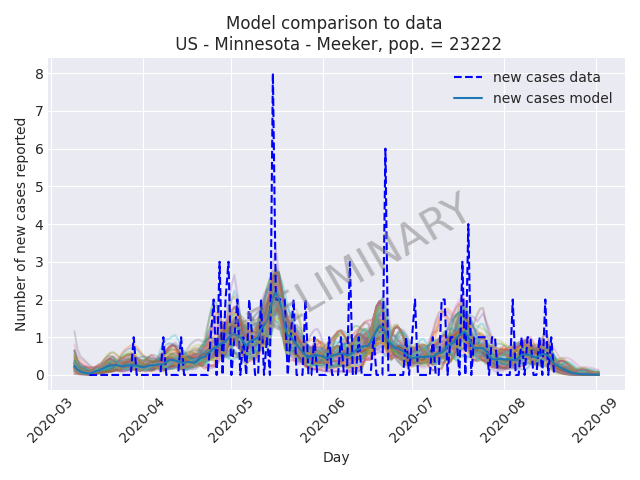 Model comparison to data
US - Minnesota - Meeker, pop. = 23222
new cases data
new cases model
Number of new cases reported
8
7
6
5
4
3
2
1
0
PRELIMINARY
2020-03
2020-04
2020-05
2020-06
2020-07
2020-08
2020-09
Day